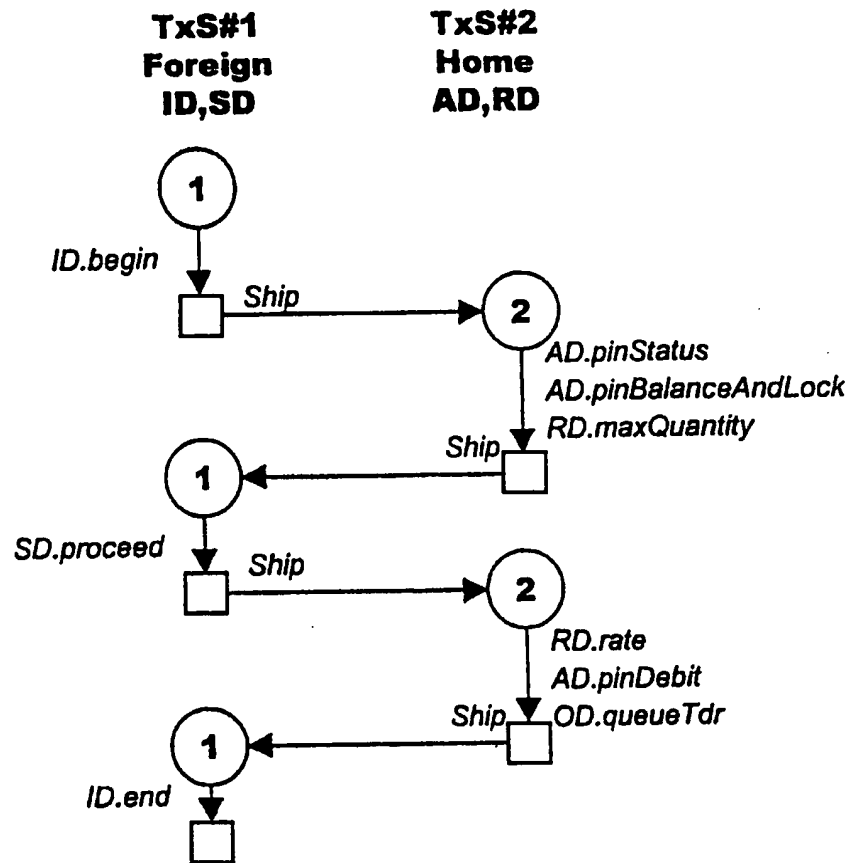 TxS#1
Foreign
ID,SD
TxS#2
Home
AD,RD
1
ID.begin
Ship
2
AD.pinStatus
AD.pinBalanceAndLock
RD.maxQuantity
Ship
1
SD.proceed
Ship
2
RD.rate
AD.pinDebit
OD.queueTdr
Ship
1
ID.end